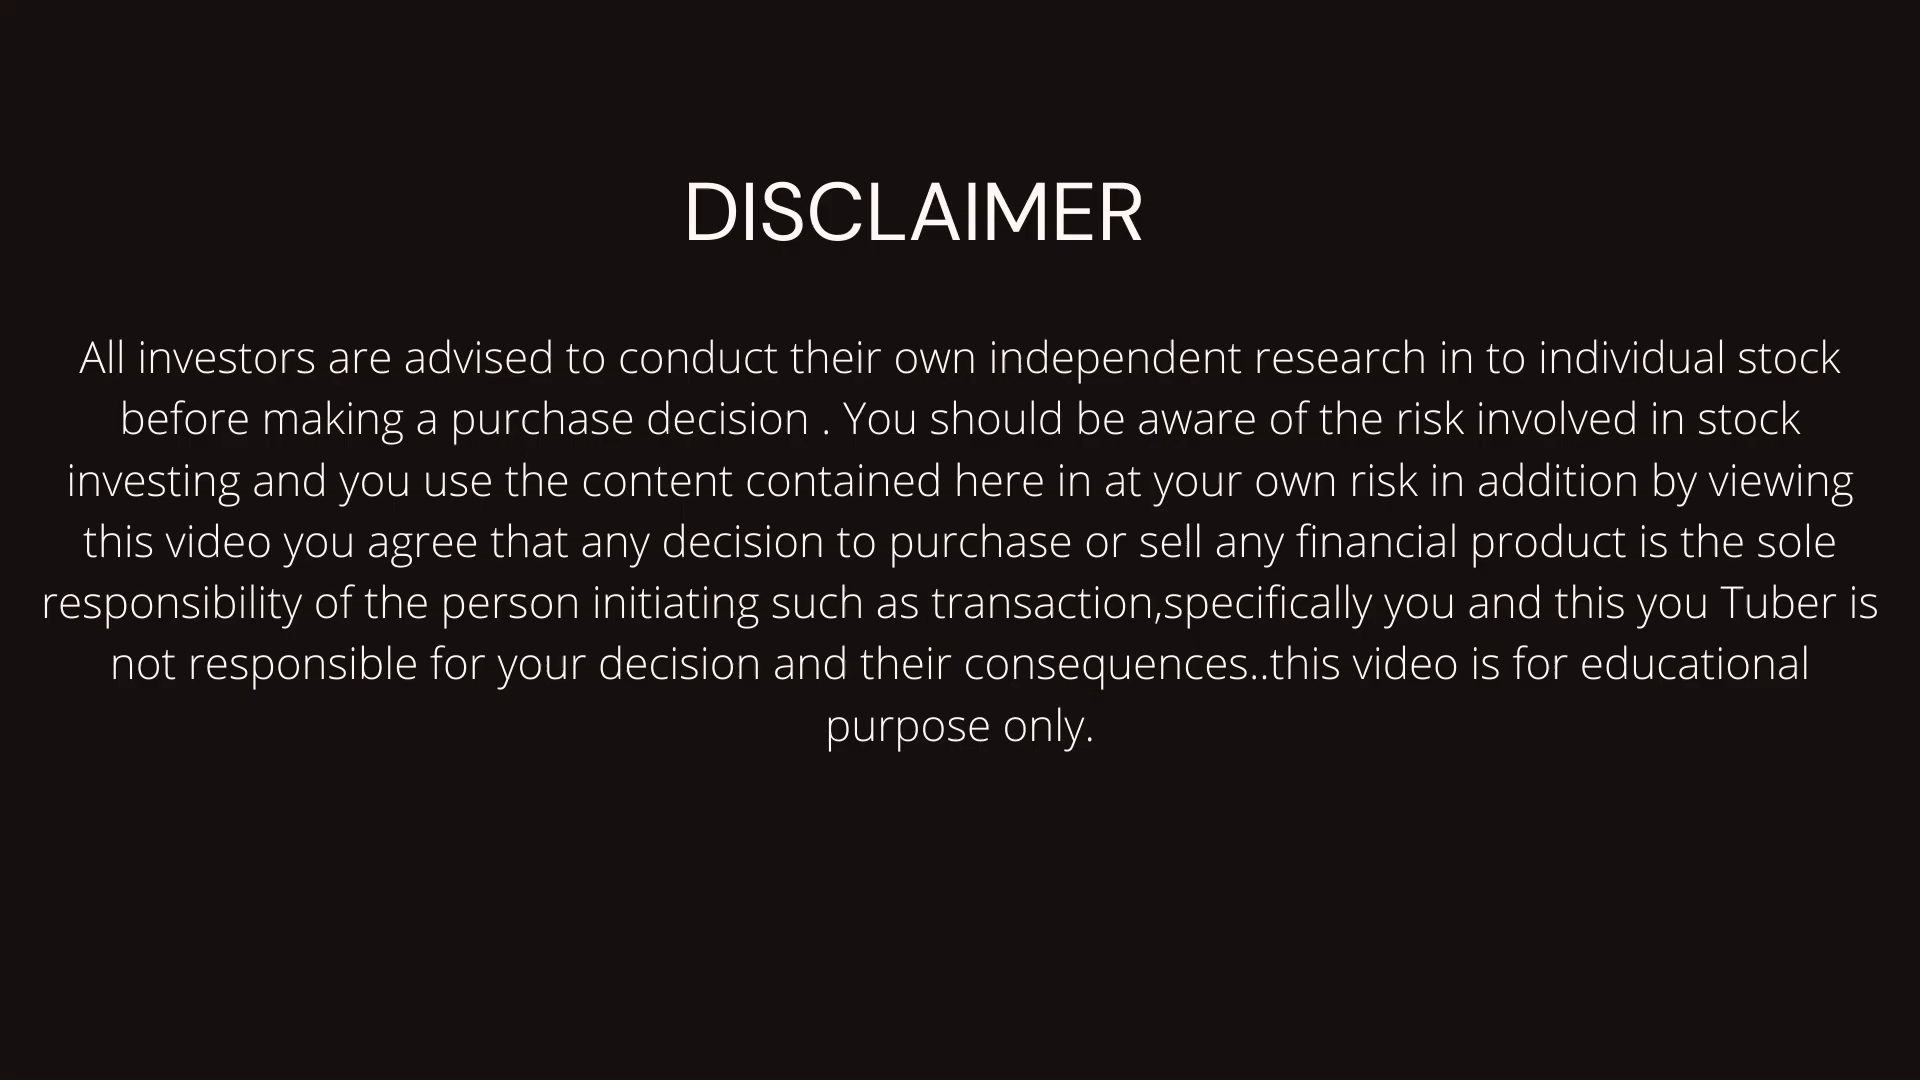 DISCLAIMER
All investors are advised to conduct their own independent research in to individual stock
before making a purchase decision . You should be aware of the risk involved in stock
investing and you use the content contained here in at your own risk in addition by viewing
this video you agree that any decision to purchase or sell any financial product is the sole
responsibility of the person initiating such as transaction,specifically you and this you Tuber is
not responsible for your decision and their consequences..this video is for educational
purpose only.